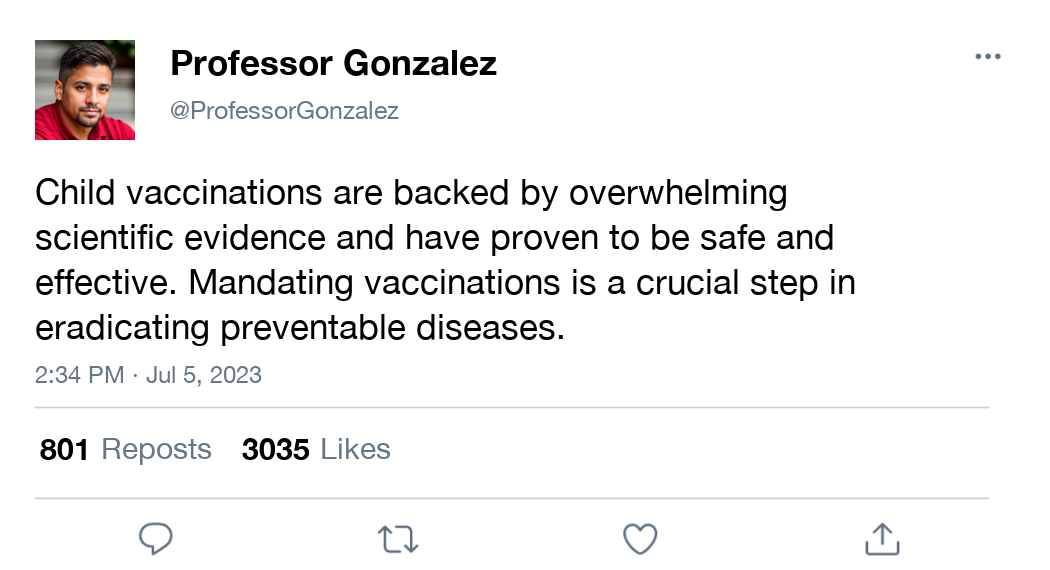 Professor Gonzalez
@ProfessorGonzalez
Child vaccinations are backed by overwhelming
scientific evidence and have proven to be safe and
effective. Mandating vaccinations is a crucial step in
eradicating preventable diseases.
2:34 PM · Jul 5, 2023
801 Reposts 3035 Likes